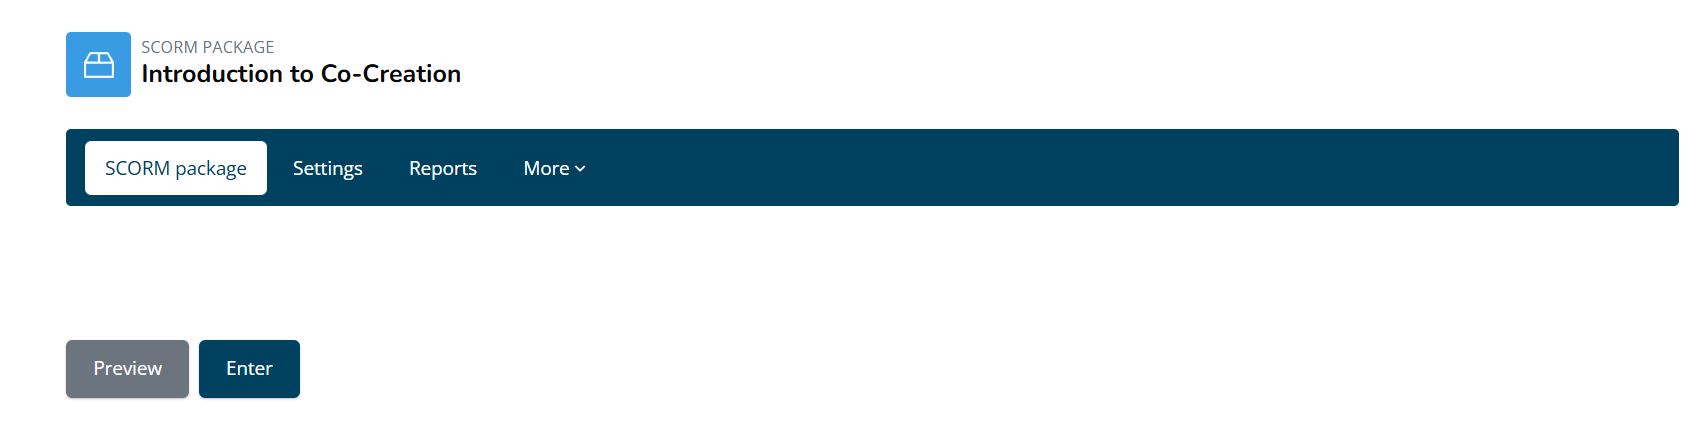 SCORM PACKAGE
Introduction to Co-Creation
SCORM package Settings Reports More
Preview Enter